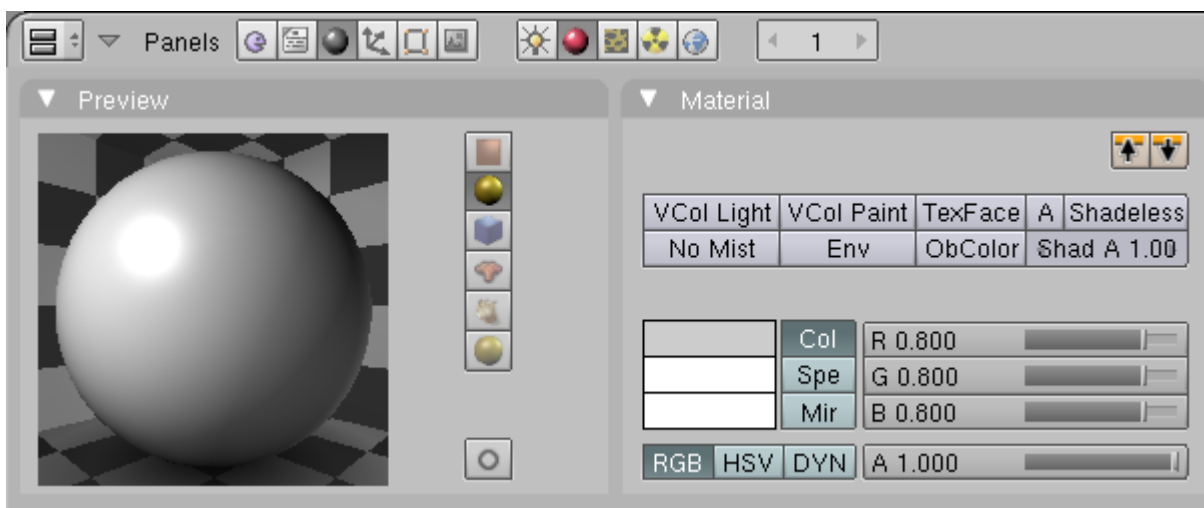 Panels 1
Preview
Material
VCol Light VCol Paint TexFace A Shadeless
No Mist Env ObColor Shad A 1.00
Col R 0.800
Spe G 0.800
Mir B 0.800
RGB HSV DYN A 1.000